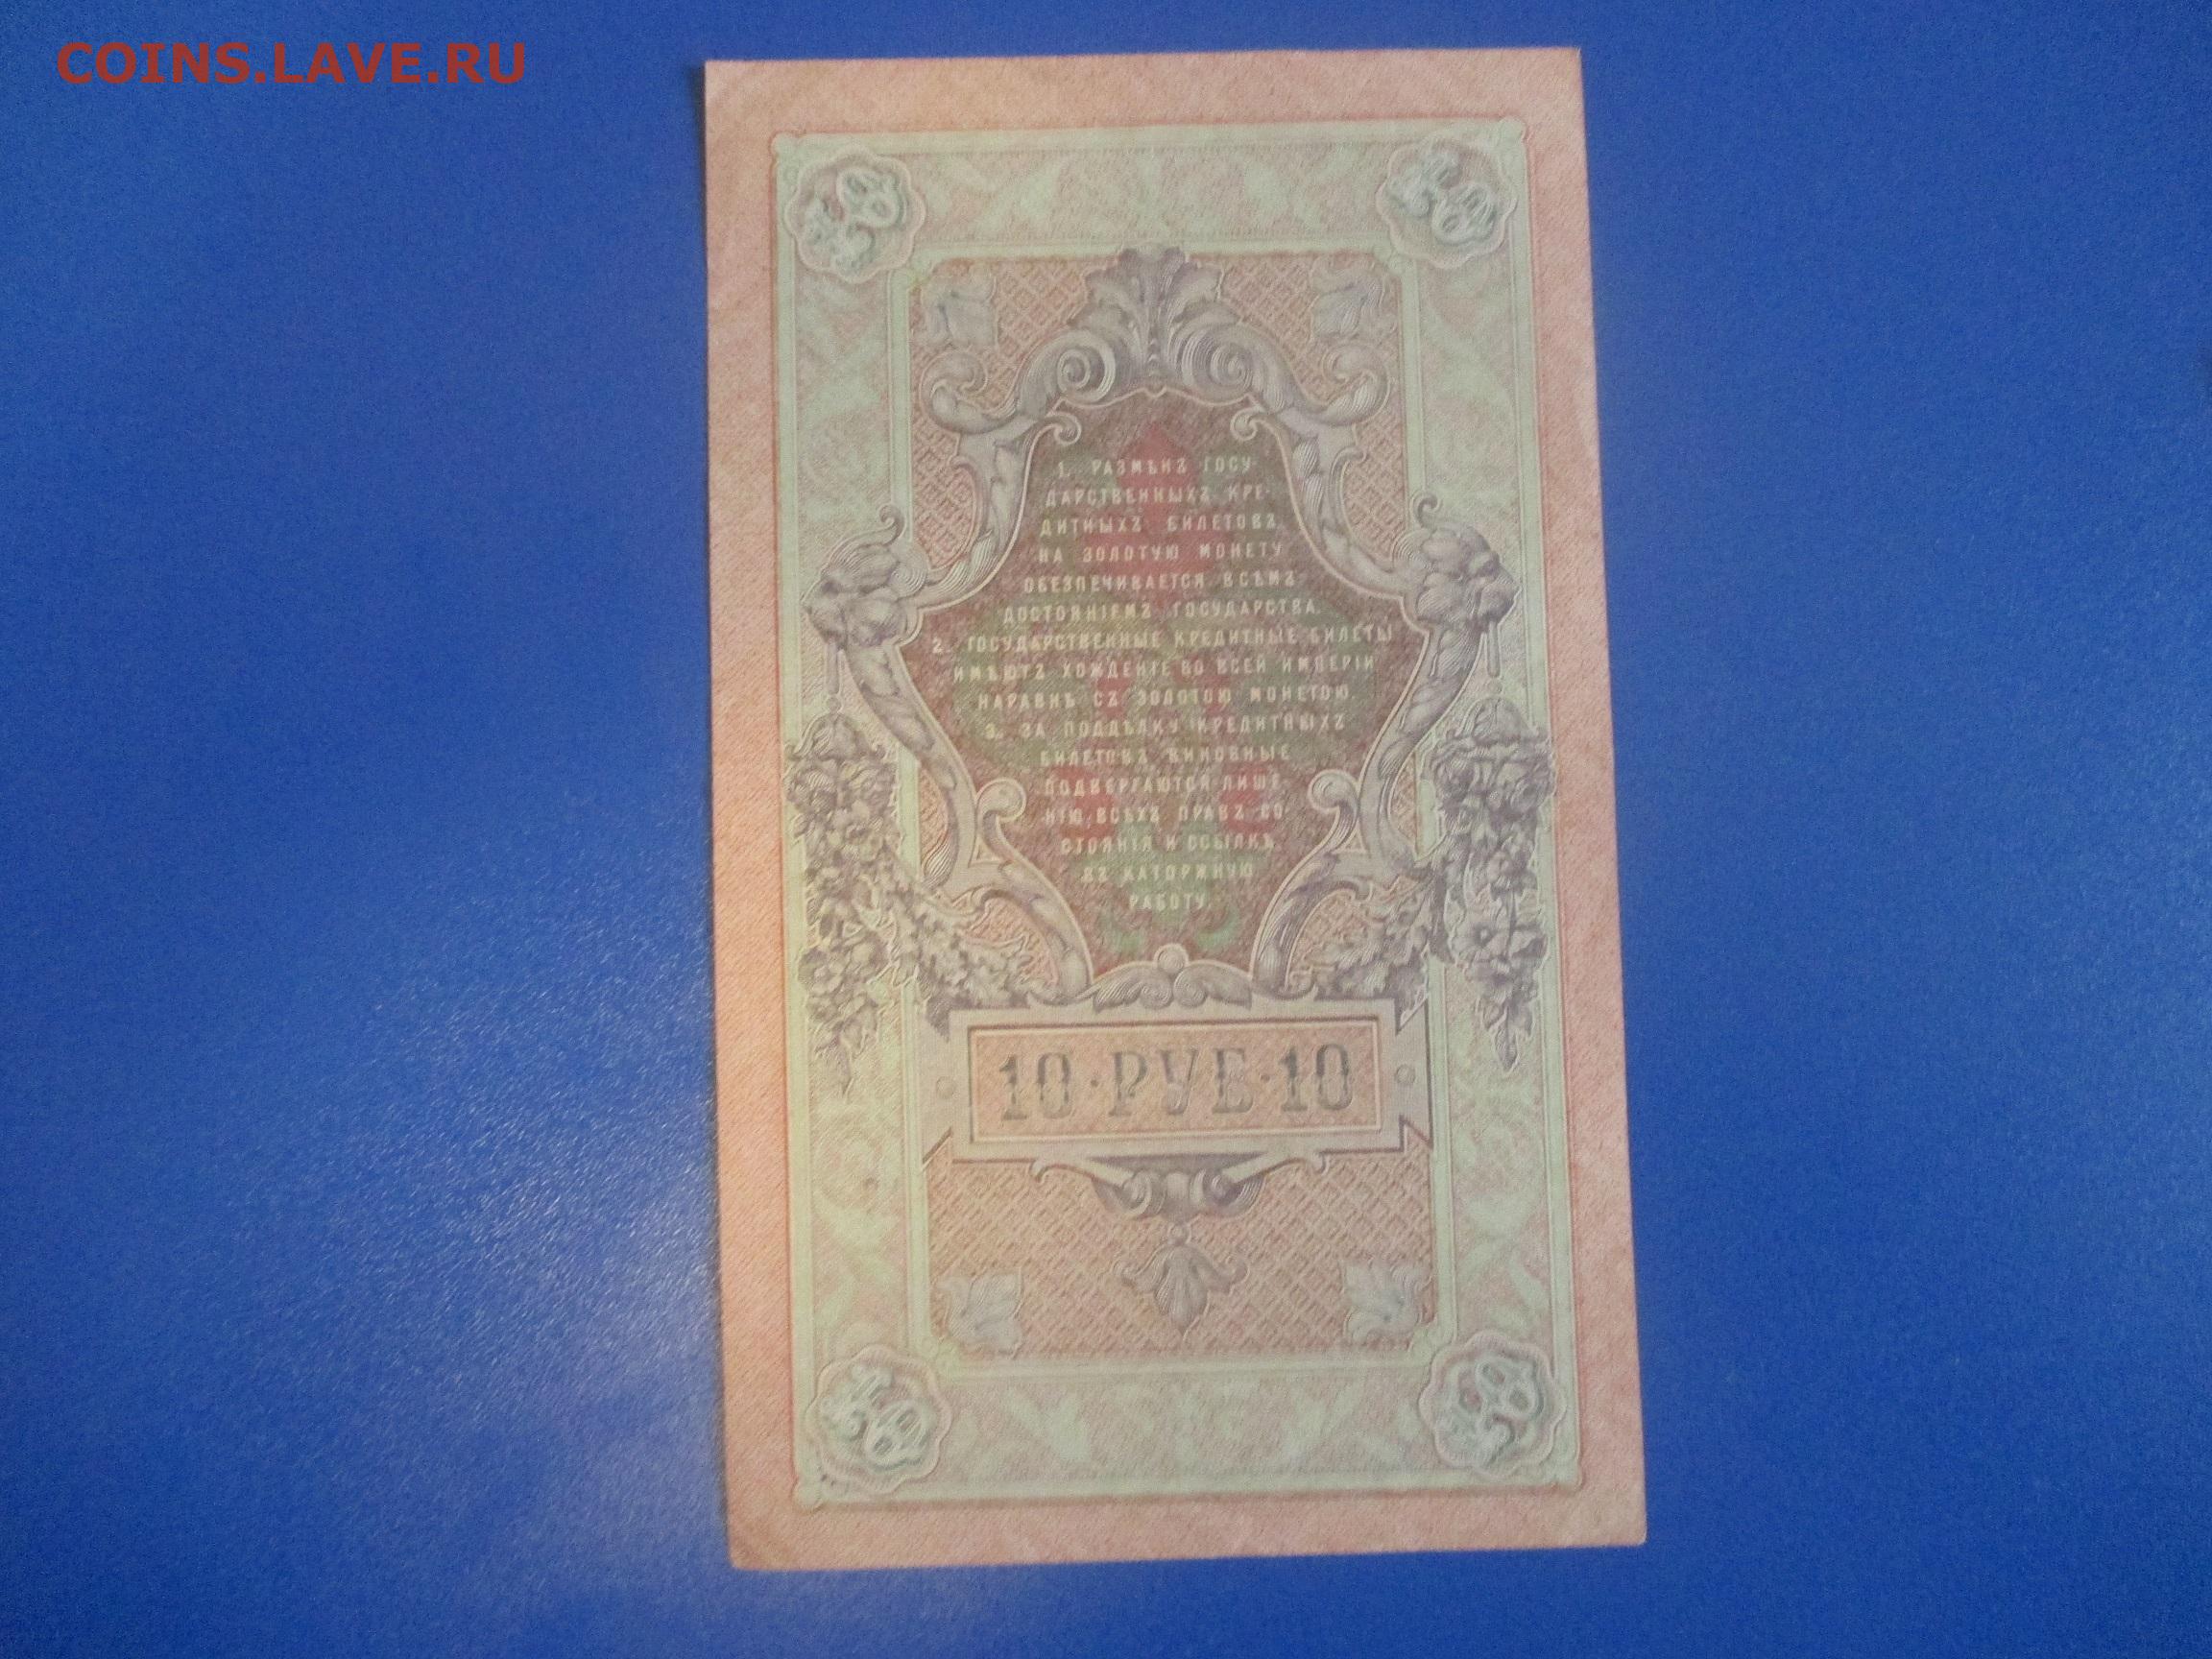 COINS.LAVE.RU
1. РАЗМѢНЪ ГОСУ-
ДАРСТВЕННЫХЪ КРЕ-
ДИТНЫХЪ БИЛЕТОВЪ
НА ЗОЛОТУЮ МОНЕТУ
ОБЕЗПЕЧИВАЕТСЯ ВСѢМЪ
ДОСТОЯНІЕМЪ ГОСУДАРСТВА.
2. ГОСУДАРСТВЕННЫЕ КРЕДИТНЫЕ БИЛЕТЫ
ИМѢЮТЪ ХОЖДЕНІЕ ВО ВСЕЙ ИМПЕРІИ
НАРАВНѢ СЪ ЗОЛОТОЮ МОНЕТОЮ.
3. ЗА ПОДДѢЛКУ КРЕДИТНЫХЪ
БИЛЕТОВЪ ВИНОВНЫЕ
ПОДВЕРГАЮТСЯ ЛИШЕ-
НІЮ ВСѢХЪ ПРАВЪ СО-
СТОЯНІЯ И ССЫЛКѢ
ВЪ КАТОРЖНУЮ
РАБОТУ.
10·РУБ·10